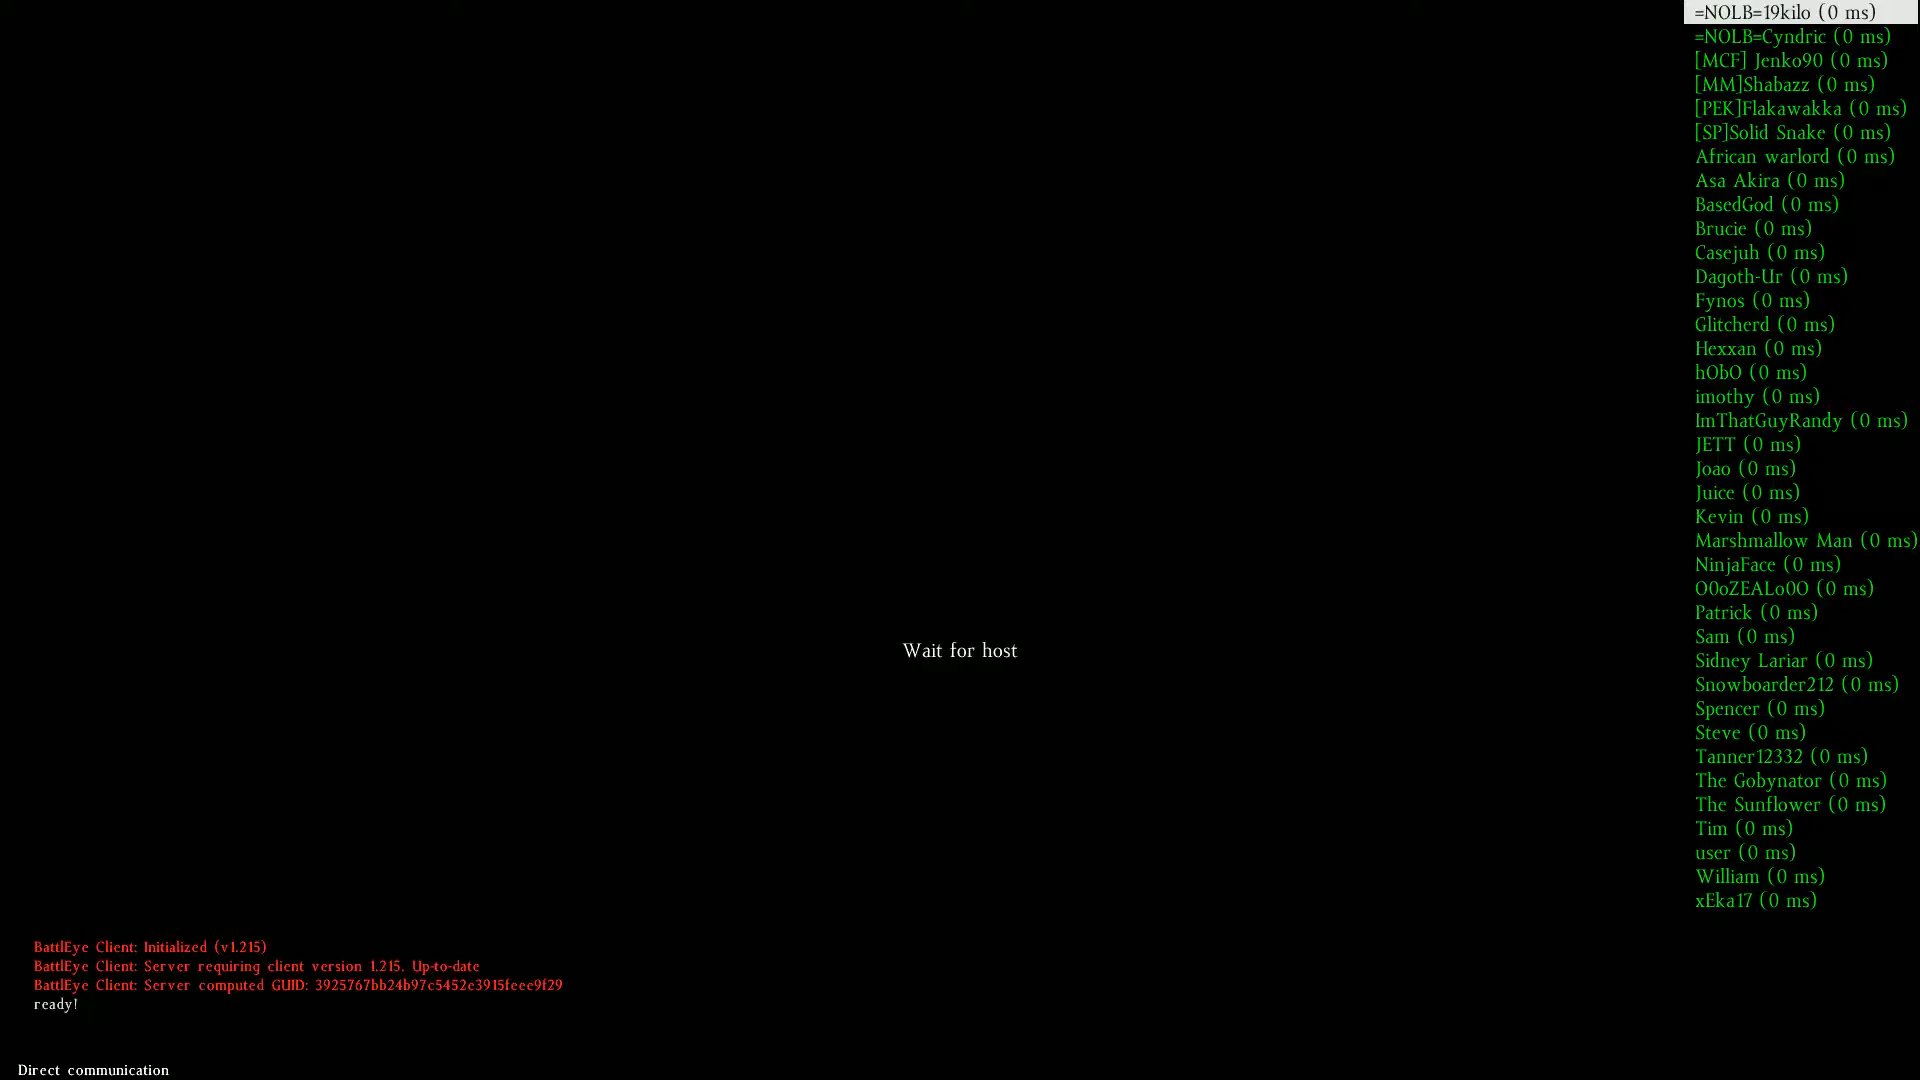 =NOLB=19kilo (0 ms)
=NOLB=Cyndric (0 ms)
[MCF] Jenko90 (0 ms)
[MM]Shabazz (0 ms)
[PEK]Flakawakka (0 ms)
[SP]Solid Snake (0 ms)
African warlord (0 ms)
Asa Akira (0 ms)
BasedGod (0 ms)
Brucie (0 ms)
Casejuh (0 ms)
Dagoth-Ur (0 ms)
Fynos (0 ms)
Glitcherd (0 ms)
Hexxan (0 ms)
hObO (0 ms)
imothy (0 ms)
ImThatGuyRandy (0 ms)
JETT (0 ms)
Joao (0 ms)
Juice (0 ms)
Kevin (0 ms)
Marshmallow Man (0 ms)
NinjaFace (0 ms)
O0oZEALo0O (0 ms)
Patrick (0 ms)
Sam (0 ms)
Wait for host
Sidney Lariar (0 ms)
Snowboarder212 (0 ms)
Spencer (0 ms)
Steve (0 ms)
Tanner12332 (0 ms)
The Gobynator (0 ms)
The Sunflower (0 ms)
Tim (0 ms)
user (0 ms)
William (0 ms)
xEka17 (0 ms)
BattlEye Client: Initialized (v1.215)
BattlEye Client: Server requiring client version 1.215. Up-to-date
BattlEye Client: Server computed GUID: 3925767bb24b97c5452e3915feee9f29
ready!
Direct communication